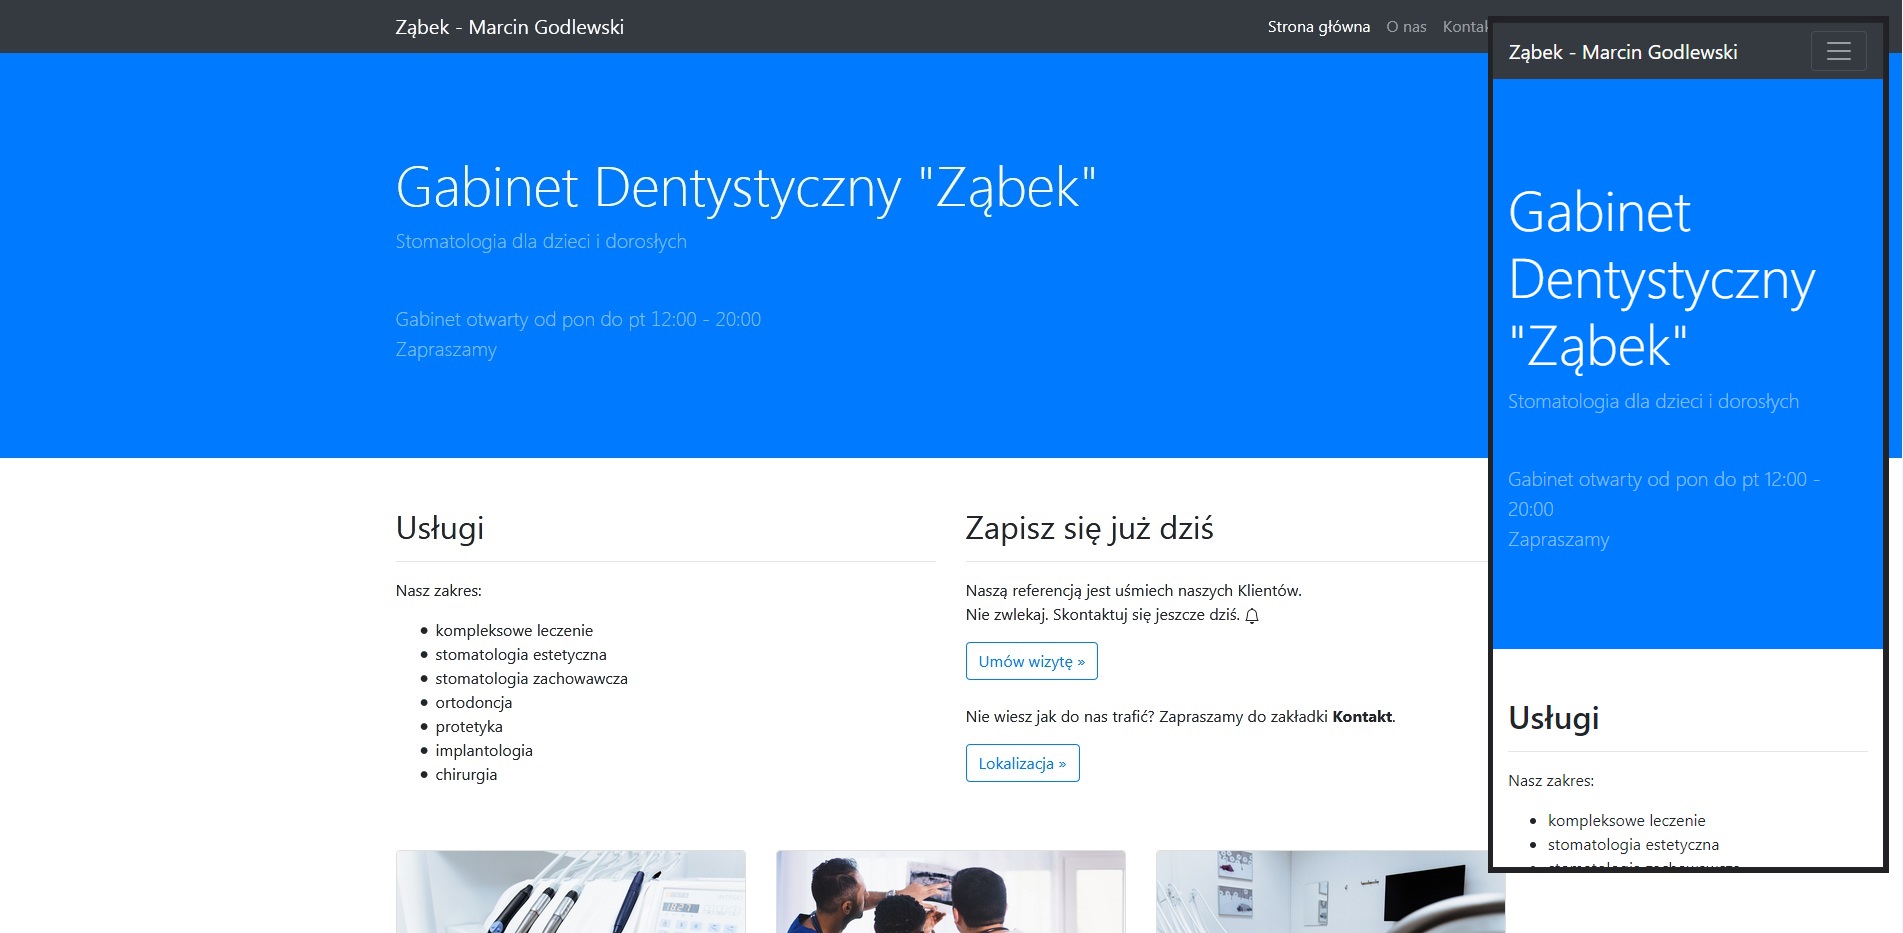 Ząbek - Marcin Godlewski
Strona główna O nas Kontak
Gabinet Dentystyczny "Ząbek"
Stomatologia dla dzieci i dorosłych
Gabinet otwarty od pon do pt 12:00 - 20:00
Zapraszamy
Usługi
Nasz zakres:
kompleksowe leczenie
stomatologia estetyczna
stomatologia zachowawcza
ortodoncja
protetyka
implantologia
chirurgia
Zapisz się już dziś
Naszą referencją jest uśmiech naszych Klientów.
Nie zwlekaj. Skontaktuj się jeszcze dziś.
Umów wizytę »
Nie wiesz jak do nas trafić? Zapraszamy do zakładki Kontakt.
Lokalizacja »
Ząbek - Marcin Godlewski
Gabinet
Dentystyczny
"Ząbek"
Stomatologia dla dzieci i dorosłych
Gabinet otwarty od pon do pt 12:00 -
20:00
Zapraszamy
Usługi
Nasz zakres:
kompleksowe leczenie
stomatologia estetyczna
stomatologia zachowawcza